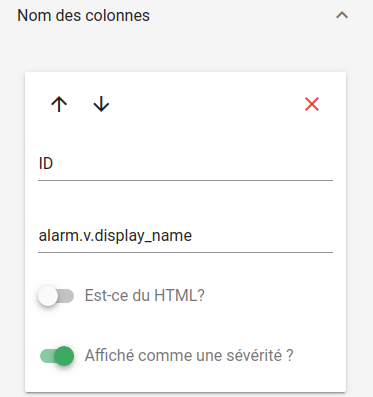 Nom des colonnes
ID
alarm.v.display_name
Est-ce du HTML?
Affiché comme une sévérité ?